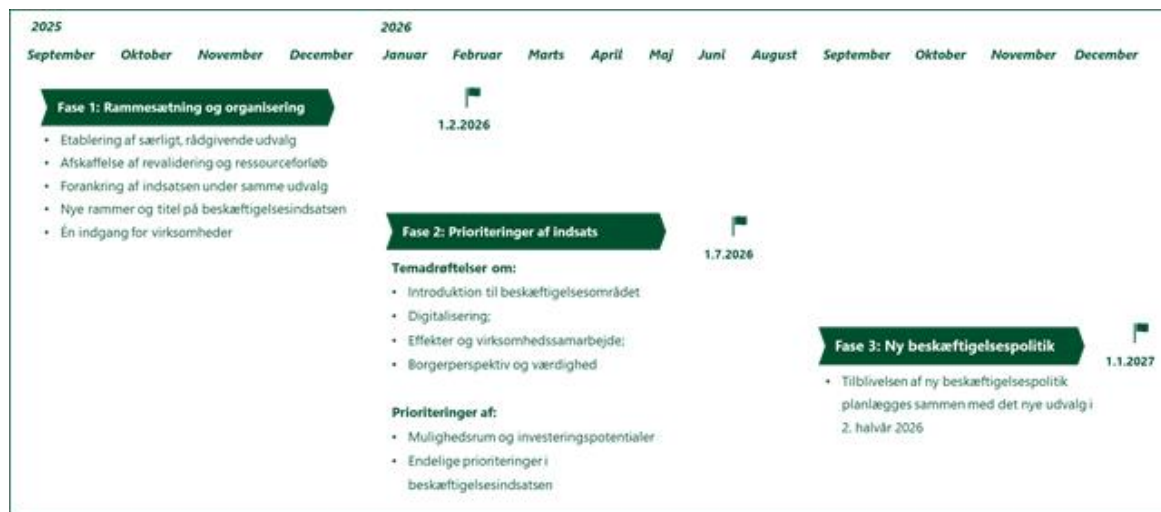 2025
2026
September Oktober November December Januar Februar Marts April Maj Juni August September Oktober November December
Fase 1: Rammesætning og organisering
• Etablering af særligt, rådgivende udvalg
• Afskaffelse af revalidering og ressourceforløb
• Forankring af indsatsen under samme udvalg
• Nye rammer og titel på beskæftigelsesindsatsen
• Én indgang for virksomheder
1.2.2026
Fase 2: Prioriteringer af indsats
Temadrøftelser om:
• Introduktion til beskæftigelsesområdet
• Digitalisering;
• Effekter og virksomhedssamarbejde;
• Borgerperspektiv og værdighed
Prioriteringer af:
• Mulighedsrum og investeringspotentialer
• Endelige prioriteringer i
beskæftigelsesindsatsen
1.7.2026
Fase 3: Ny beskæftigelsespolitik
• Tilblivelsen af ny beskæftigelsespolitik
planlægges sammen med det nye udvalg i
2. halvår 2026
1.1.2027